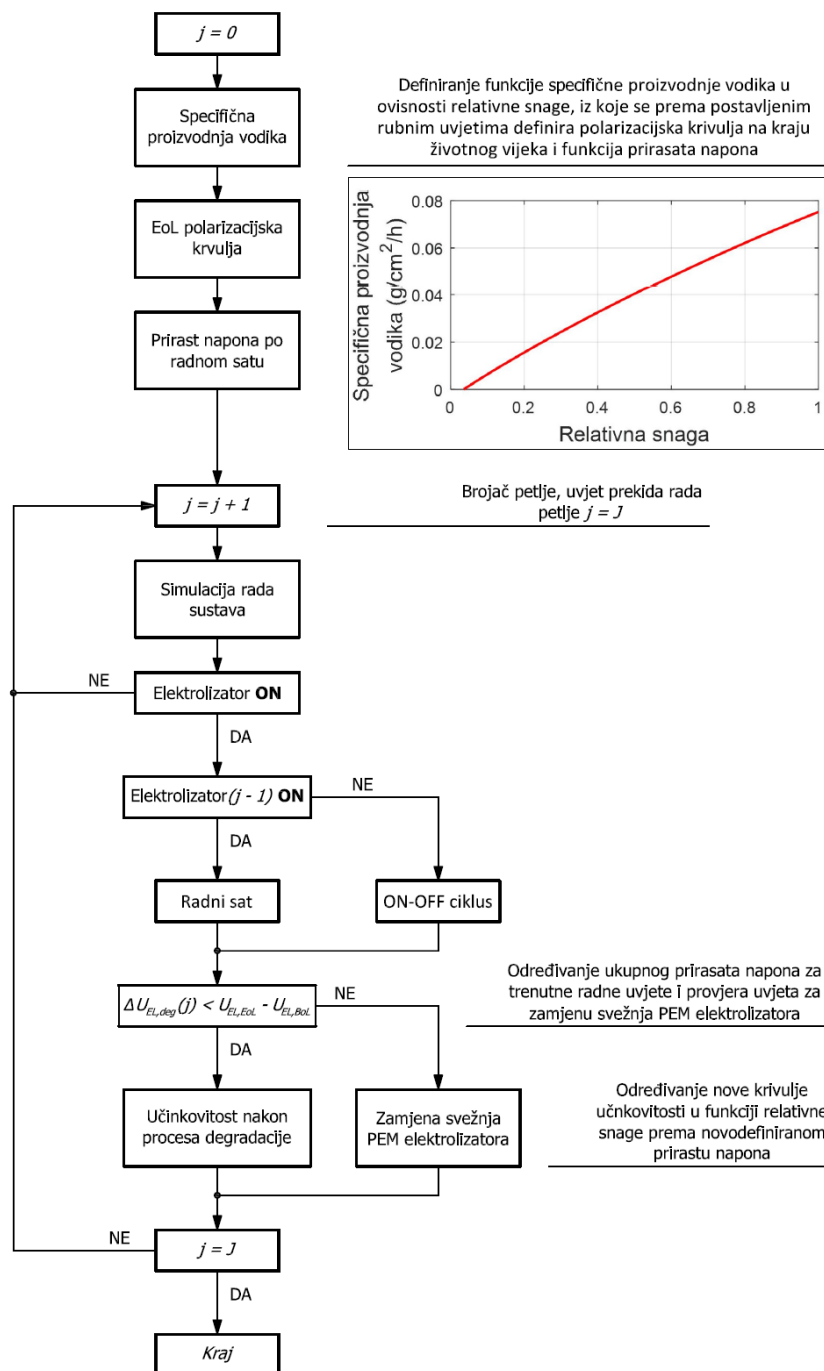 j = 0
Specifična
proizvodnja vodika
EoL polarizacijska
krvulja
Prirast napona po
radnom satu
Definiranje funkcije specifične proizvodnje vodika u
ovisnosti relativne snage, iz koje se prema postavljenim
rubnim uvjetima definira polarizacijska krivulja na kraju
životnog vijeka i funkcija prirasata napona
Specifična proizvodnja
vodika (g/cm²/h)
0.08
0.06
0.04
0.02
0
0 0.2 0.4 0.6 0.8 1
Relativna snaga
j = j + 1
Brojač petlje, uvjet prekida rada
petlje j = J
Simulacija rada
sustava
NE
Elektrolizator ON
DA
Elektrolizator(j - 1) ON
NE
DA
Radni sat
ON-OFF ciklus
ΔU_EL,deg(j) < U_EL,EoL - U_EL,BoL
NE
Određivanje ukupnog prirasata napona za
trenutne radne uvjete i provjera uvjeta za
zamjenu svežnja PEM elektrolizatora
DA
Učinkovitost nakon
procesa degradacije
Zamjena svežnja
PEM elektrolizatora
Određivanje nove krivulje
učnkovitosti u funkciji relativne
snage prema novodefiniranom
prirastu napona
NE
j = J
DA
Kraj